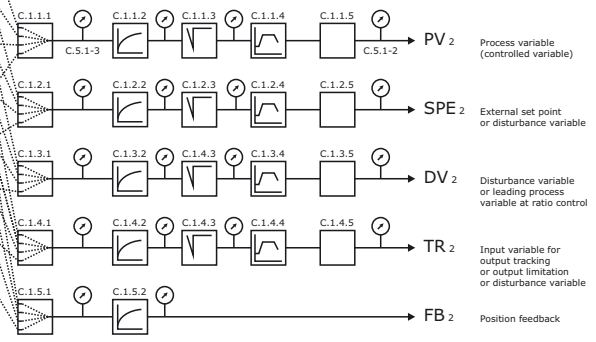 C.1.1.1 C.1.1.2 C.1.1.3 C.1.1.4 C.1.1.5
PV 2 Process variable
(controlled variable)
C.5.1-3 C.5.1-2
C.1.2.1 C.1.2.2 C.1.2.3 C.1.2.4 C.1.2.5
SPE 2 External set point
or disturbance variable
C.1.3.1 C.1.3.2 C.1.4.3 C.1.3.4 C.1.3.5
DV 2 Disturbance variable
or leading process
variable at ratio control
C.1.4.1 C.1.4.2 C.1.4.3 C.1.4.4 C.1.4.5
TR 2 Input variable for
output tracking
or output limitation
or disturbance variable
C.1.5.1 C.1.5.2
FB 2 Position feedback